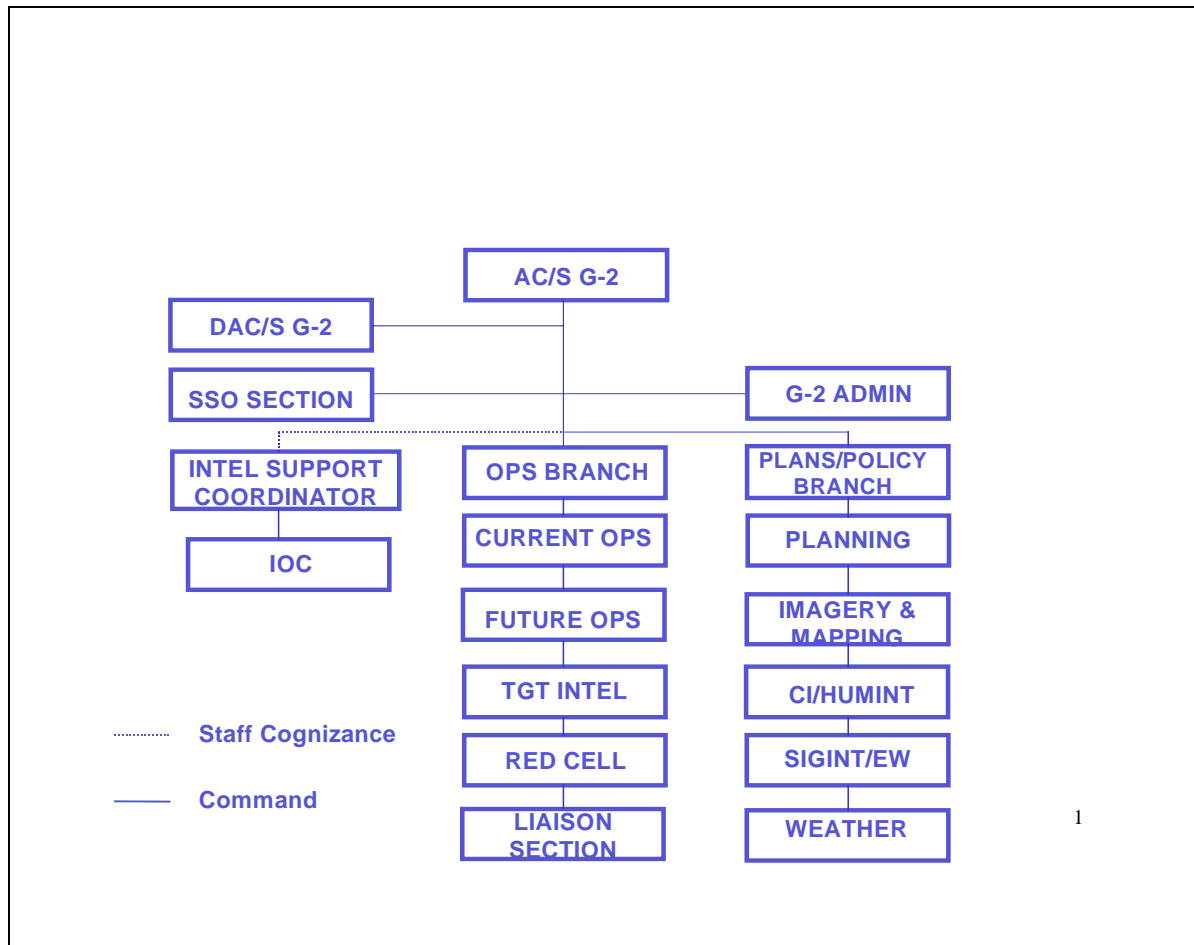 AC/S G-2
DAC/S G-2
SSO SECTION
G-2 ADMIN
INTEL SUPPORT
COORDINATOR
IOC
OPS BRANCH
CURRENT OPS
FUTURE OPS
TGT INTEL
RED CELL
LIAISON
SECTION
PLANS/POLICY
BRANCH
PLANNING
IMAGERY &
MAPPING
CI/HUMINT
SIGINT/EW
WEATHER
Staff Cognizance
Command
1